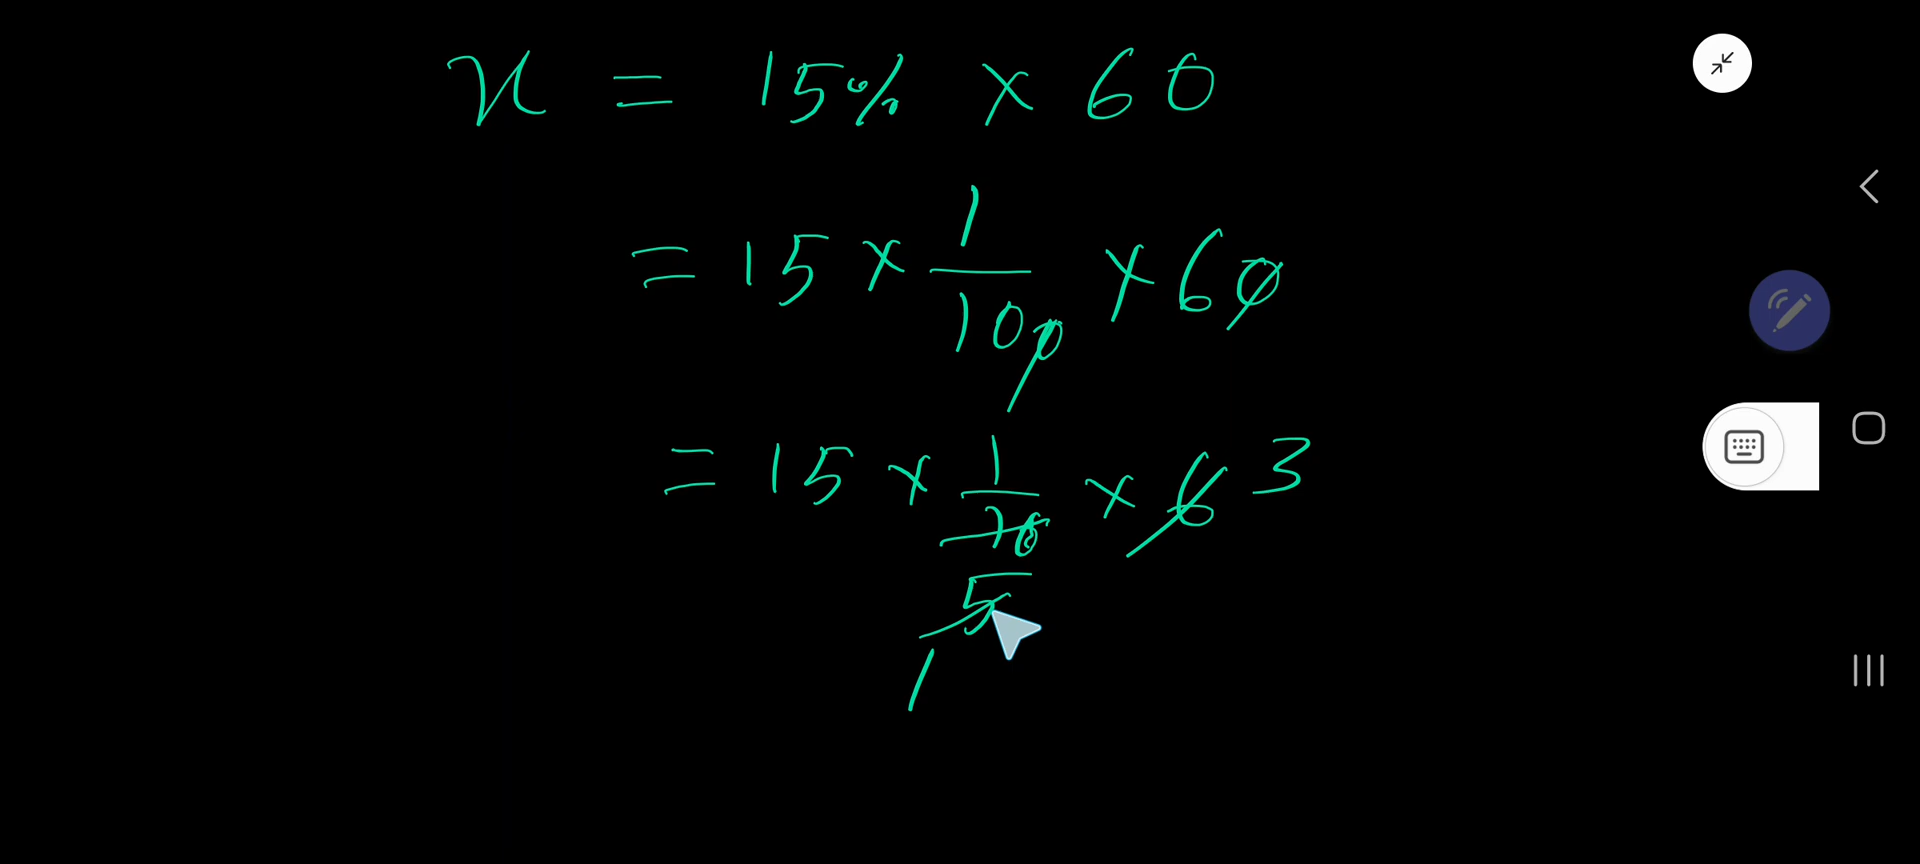 x = 15% × 60
= 15 × 1/100 × 60
= 15 × 1/10 × 6 3
5
1